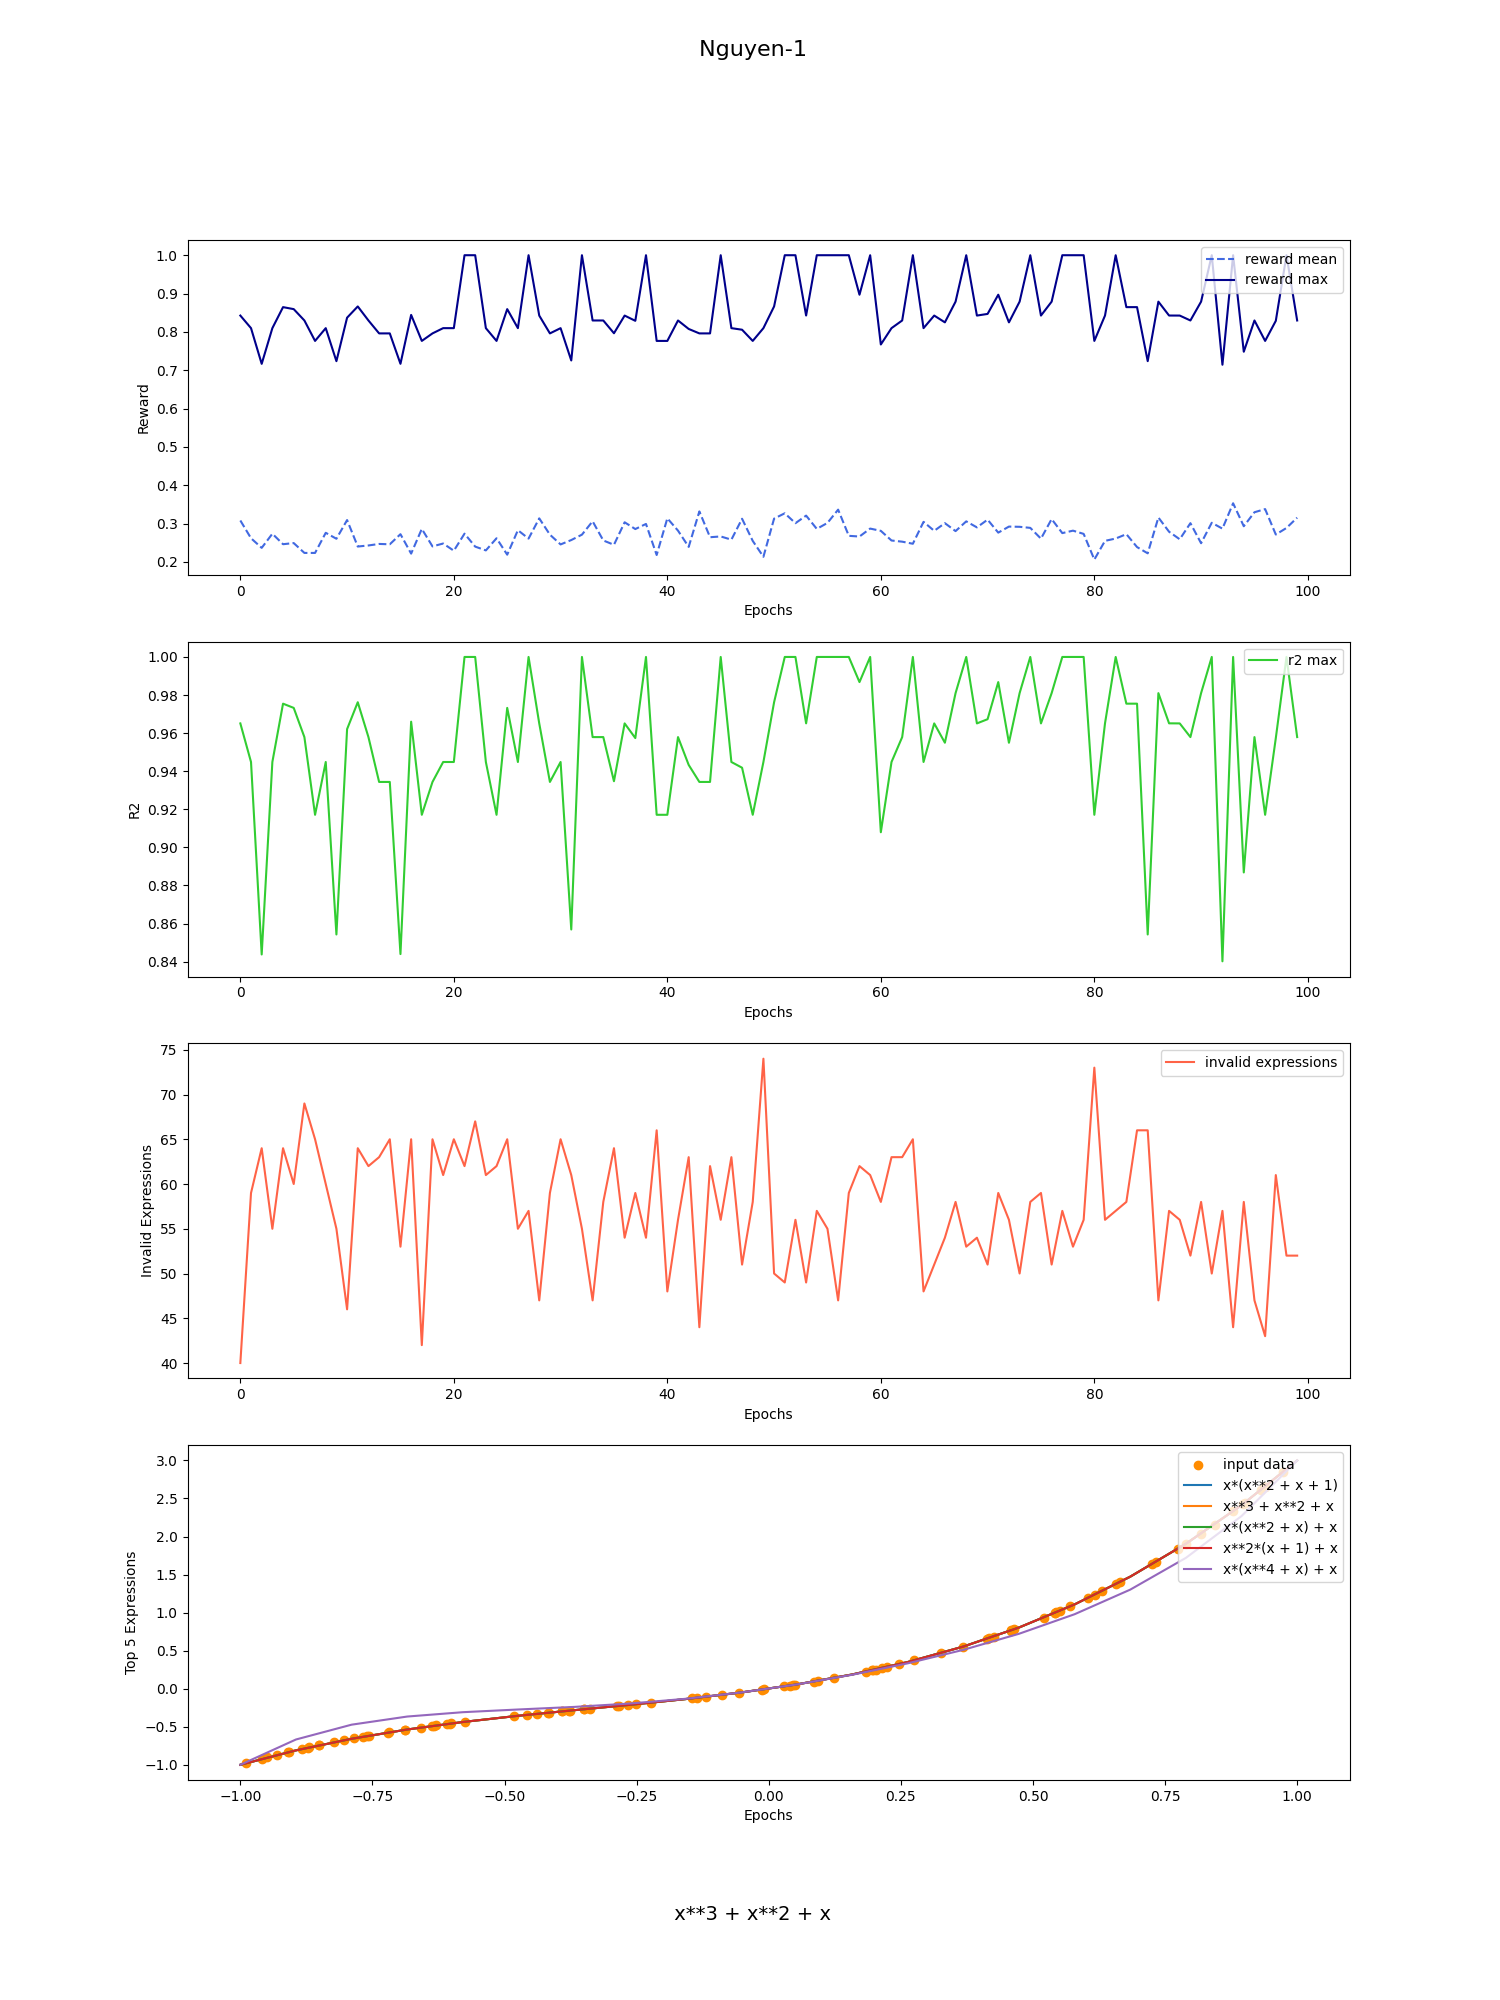 Nguyen-1
1.0
0.9
0.8
0.7
0.6
0.5
0.4
0.3
0.2
Reward
reward mean
reward max
0 20 40 60 80 100
Epochs
1.00
0.98
0.96
0.94
0.92
0.90
0.88
0.86
0.84
R2
r2 max
0 20 40 60 80 100
Epochs
75
70
65
60
55
50
45
40
Invalid Expressions
invalid expressions
0 20 40 60 80 100
Epochs
3.0
2.5
2.0
1.5
1.0
0.5
0.0
−0.5
−1.0
Top 5 Expressions
input data
x*(x**2 + x + 1)
x**3 + x**2 + x
x*(x**2 + x) + x
x**2*(x + 1) + x
x*(x**4 + x) + x
−1.00 −0.75 −0.50 −0.25 0.00 0.25 0.50 0.75 1.00
Epochs
x**3 + x**2 + x